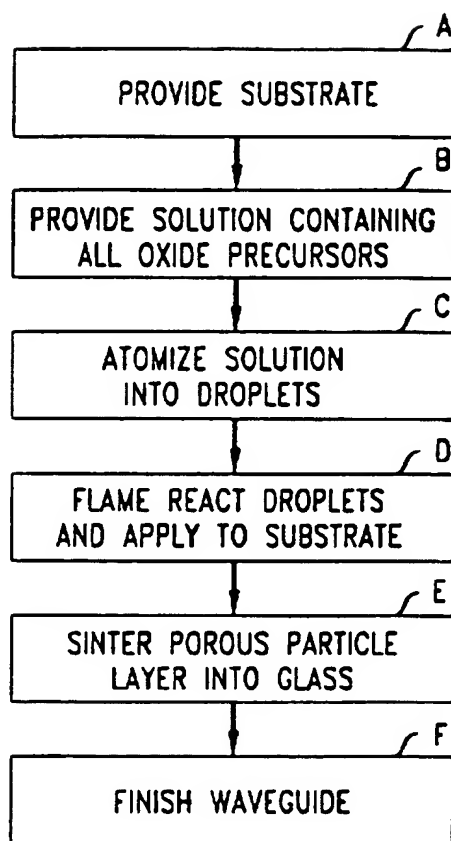 A
PROVIDE SUBSTRATE
B
PROVIDE SOLUTION CONTAINING
ALL OXIDE PRECURSORS
C
ATOMIZE SOLUTION
INTO DROPLETS
D
FLAME REACT DROPLETS
AND APPLY TO SUBSTRATE
E
SINTER POROUS PARTICLE
LAYER INTO GLASS
F
FINISH WAVEGUIDE